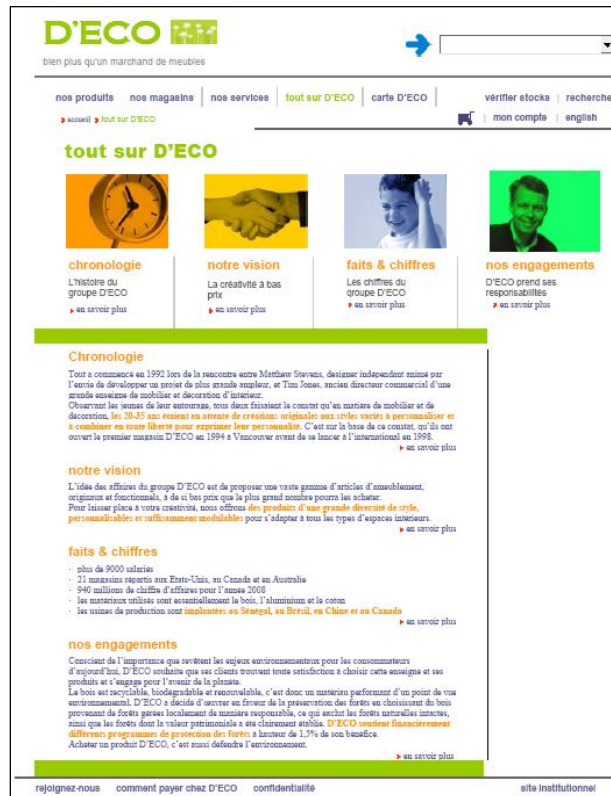 D'ECO
bien plus qu'un marchand de meubles
nos produits nos magasins nos services tout sur D'ECO carte D'ECO vérifier stocks recherche
accueil tout sur D'ECO mon compte english
tout sur D'ECO
chronologie notre vision faits & chiffres nos engagements
L'histoire du groupe D'ECO
La créativité à bas prix
Les chiffres du groupe D'ECO
D'ECO prend ses responsabilités
en savoir plus en savoir plus en savoir plus en savoir plus
Chronologie
Tout a commencé en 1992 lors de la rencontre entre Matthew Stevens, designer indépendant animé par
l'envie de développer un projet de plus grande ampleur, et Tim Jones, ancien directeur commercial d'une
grande enseigne de mobilier et décoration d'intérieur.
Observant les jeunes de leur entourage, tous deux faisaient le constat qu'en matière de mobilier et de
décoration, les 20-35 ans étaient en attente de créations originales aux styles variés à personnaliser et
à combiner en toute liberté pour exprimer leur personnalité. C'est sur la base de ce constat, qu'ils ont
ouvert le premier magasin D'ECO en 1994 à Vancouver avant de se lancer à l'international en 1998.
en savoir plus
notre vision
L'idée des affaires du groupe D'ECO est de proposer une vaste gamme d'articles d'ameublement,
originaux et fonctionnels, à de si bas prix que le plus grand nombre pourra les acheter.
Pour laisser place à votre créativité, nous offrons des produits d'une grande diversité de style,
personnalisables et suffisamment modulables pour s'adapter à tous les types d'espaces intérieurs.
en savoir plus
faits & chiffres
- plus de 9000 salariés
- 21 magasins répartis aux Etats-Unis, au Canada et en Australie
- 940 millions de chiffre d'affaires pour l'année 2008
- les matériaux utilisés sont essentiellement le bois, l'aluminium et le coton
- les usines de production sont implantées au Sénégal, au Brésil, en Chine et au Canada
en savoir plus
nos engagements
Conscient de l'importance que revêtent les enjeux environnementaux pour les consommateurs
d'aujourd'hui, D'ECO souhaite que ses clients trouvent toute satisfaction à choisir cette enseigne et ses
produits et s'engage pour l'avenir de la planète.
Le bois est recyclable, biodégradable et renouvelable, c'est donc un matériau performant d'un point de vue
environnemental. D'ECO a décidé d'œuvrer en faveur de la préservation des forêts en choisissant du bois
provenant de forêts gérées localement de manière responsable, ce qui exclut les forêts naturelles intactes,
ainsi que les forêts dont la valeur patrimoniale a été clairement établie. D'ECO soutient financièrement
différents programmes de protection des forêts à hauteur de 1,5% de son bénéfice.
Acheter un produit D'ECO, c'est aussi défendre l'environnement.
en savoir plus
rejoignez-nous comment payer chez D'ECO confidentialité site institutionnel